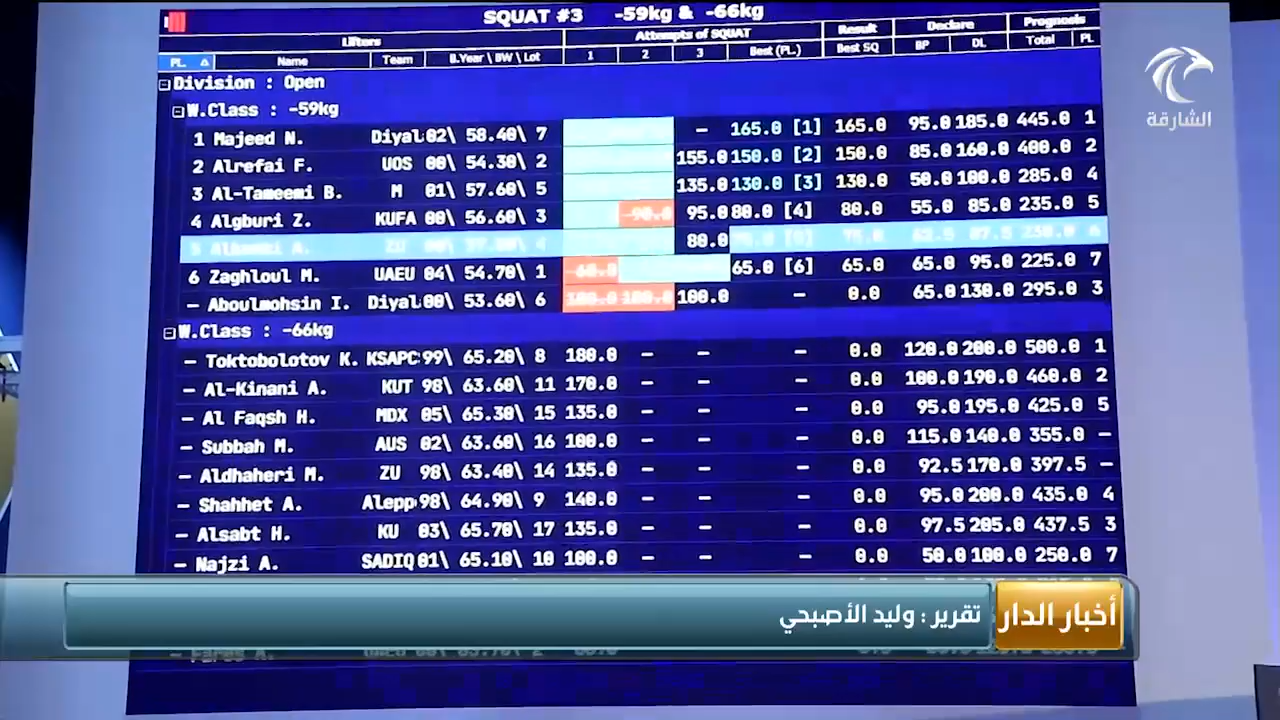 SQUAT #3 -59kg & -66kg
Lifters Attempts of SQUAT Result Declare Prognosis
PL. Name Team B.Year \ BW \ Lot 1 2 3 Best (PL.) Best SQ BP DL Total PL
Division : Open
W.Class : -59kg
1 Majeed N. Diyal 02\ 58.40\ 7 – 165.0 [1] 165.0 95.0 185.0 445.0 1
2 Alrefai F. UOS 00\ 54.30\ 2 155.0 150.0 [2] 150.0 85.0 160.0 400.0 2
3 Al-Tameemi B. M 01\ 57.60\ 5 135.0 130.0 [3] 130.0 50.0 100.0 285.0 4
4 Algburi Z. KUFA 00\ 56.60\ 3 -90.0 95.0 80.0 [4] 80.0 55.0 85.0 235.0 5
5 80.0
6 Zaghloul M. UAEU 04\ 54.70\ 1 -60.0 65.0 [6] 65.0 65.0 95.0 225.0 7
– Aboulmohsin I. Diyal 00\ 53.60\ 6 100.0 – 0.0 65.0 130.0 295.0 3
W.Class : -66kg
– Toktobolotov K. KSAPC 99\ 65.20\ 8 180.0 – – – 0.0 120.0 200.0 500.0 1
– Al-Kinani A. KUT 98\ 63.60\ 11 170.0 – – – 0.0 100.0 190.0 460.0 2
– Al Faqsh H. MDX 05\ 65.30\ 15 135.0 – – – 0.0 95.0 195.0 425.0 5
– Subbah M. AUS 02\ 63.60\ 16 100.0 – – – 0.0 115.0 140.0 355.0 –
– Aldhaheri M. ZU 98\ 63.40\ 14 135.0 – – – 0.0 92.5 170.0 397.5 –
– Shahhet A. Alepp 98\ 64.90\ 9 140.0 – – – 0.0 95.0 200.0 435.0 4
– Alsabt H. KU 03\ 65.70\ 17 135.0 – – – 0.0 97.5 205.0 437.5 3
– Najzi A. SADIQ 01\ 65.10\ 10 100.0 – – – 0.0 50.0 100.0 250.0 7
الشارقة
أخبار الدار
تقرير : وليد الأصبحي